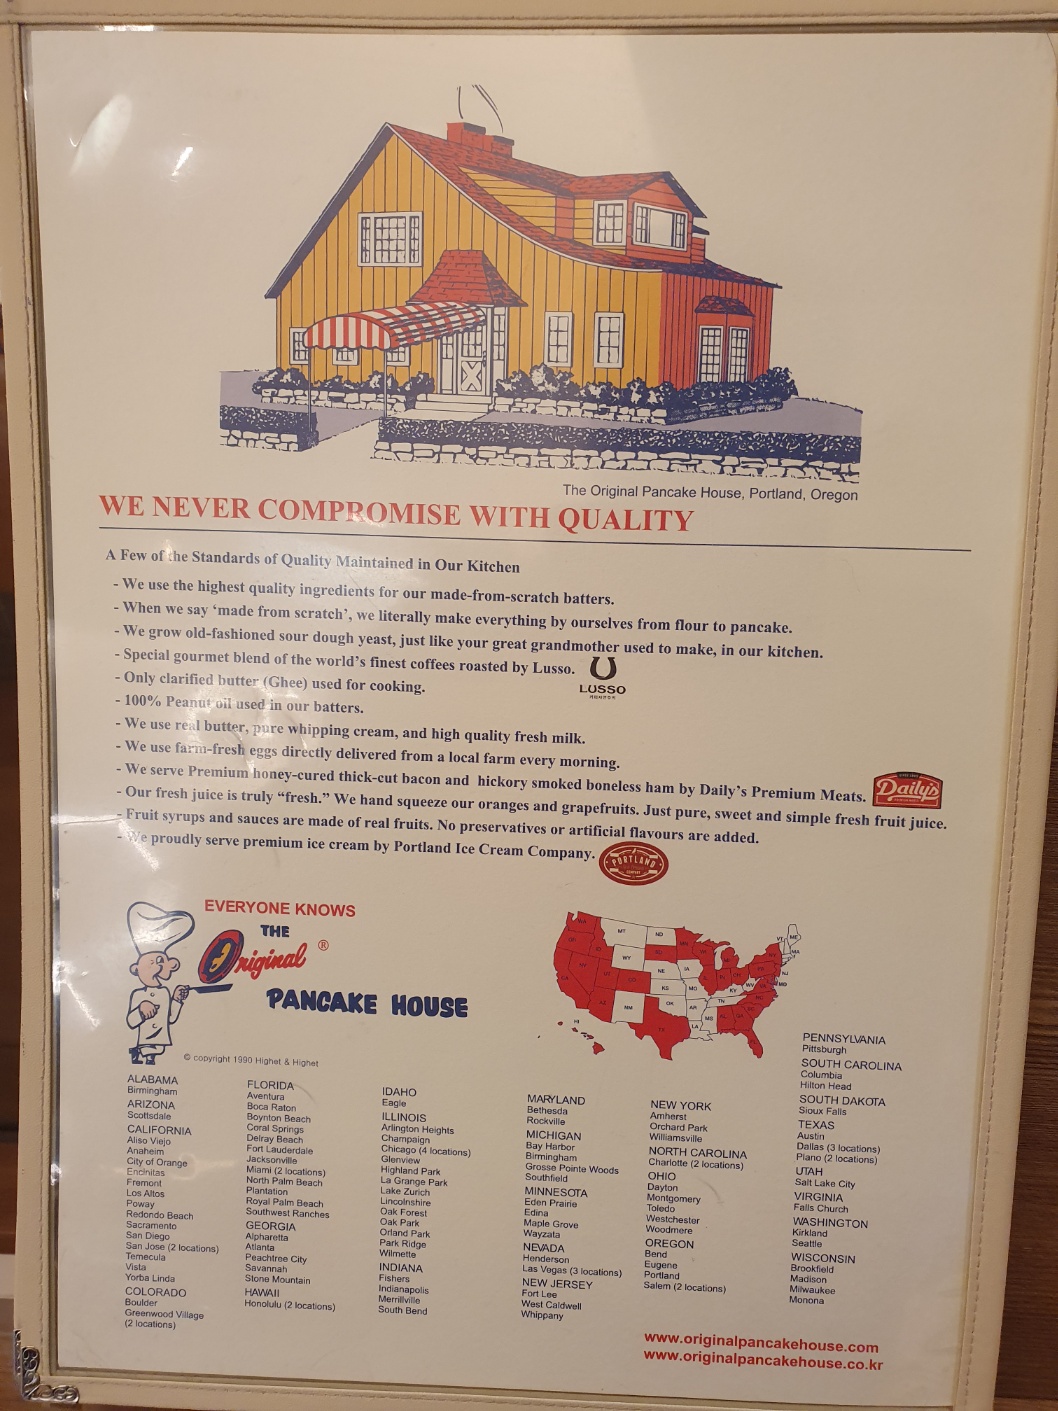 The Original Pancake House, Portland, Oregon
WE NEVER COMPROMISE WITH QUALITY
A Few of the Standards of Quality Maintained in Our Kitchen
- We use the highest quality ingredients for our made-from-scratch batters.
- When we say ‘made from scratch’, we literally make everything by ourselves from flour to pancake.
- We grow old-fashioned sour dough yeast, just like your great grandmother used to make, in our kitchen.
- Special gourmet blend of the world’s finest coffees roasted by Lusso.
LUSSO
- Only clarified butter (Ghee) used for cooking.
- 100% Peanut oil used in our batters.
- We use real butter, pure whipping cream, and high quality fresh milk.
- We use farm-fresh eggs directly delivered from a local farm every morning.
- We serve Premium honey-cured thick-cut bacon and hickory smoked boneless ham by Daily’s Premium Meats.
Daily's
- Our fresh juice is truly “fresh.” We hand squeeze our oranges and grapefruits. Just pure, sweet and simple fresh fruit juice.
- Fruit syrups and sauces are made of real fruits. No preservatives or artificial flavours are added.
- We proudly serve premium ice cream by Portland Ice Cream Company.
PORTLAND
EVERYONE KNOWS
THE
Original ®
PANCAKE HOUSE
© copyright 1990 Highet & Highet
ALABAMA
Birmingham
ARIZONA
Scottsdale
CALIFORNIA
Aliso Viejo
Anaheim
City of Orange
Encinitas
Fremont
Los Altos
Poway
Redondo Beach
Sacramento
San Diego
San Jose (2 locations)
Temecula
Vista
Yorba Linda
COLORADO
Boulder
Greenwood Village
(2 locations)
FLORIDA
Aventura
Boca Raton
Boynton Beach
Coral Springs
Delray Beach
Fort Lauderdale
Jacksonville
Miami (2 locations)
North Palm Beach
Plantation
Royal Palm Beach
Southwest Ranches
GEORGIA
Alpharetta
Atlanta
Peachtree City
Savannah
Stone Mountain
HAWAII
Honolulu (2 locations)
IDAHO
Eagle
ILLINOIS
Arlington Heights
Champaign
Chicago (4 locations)
Glenview
Highland Park
La Grange Park
Lake Zurich
Lincolnshire
Oak Forest
Oak Park
Orland Park
Park Ridge
Wilmette
INDIANA
Fishers
Indianapolis
Merrillville
South Bend
MARYLAND
Bethesda
Rockville
MICHIGAN
Bay Harbor
Birmingham
Grosse Pointe Woods
Southfield
MINNESOTA
Eden Prairie
Edina
Maple Grove
Wayzata
NEVADA
Henderson
Las Vegas (3 locations)
NEW JERSEY
Fort Lee
West Caldwell
Whippany
NEW YORK
Amherst
Orchard Park
Williamsville
NORTH CAROLINA
Charlotte (2 locations)
OHIO
Dayton
Montgomery
Toledo
Westchester
Woodmere
OREGON
Bend
Eugene
Portland
Salem (2 locations)
PENNSYLVANIA
Pittsburgh
SOUTH CAROLINA
Columbia
Hilton Head
SOUTH DAKOTA
Sioux Falls
TEXAS
Austin
Dallas (3 locations)
Plano (2 locations)
UTAH
Salt Lake City
VIRGINIA
Falls Church
WASHINGTON
Kirkland
Seattle
WISCONSIN
Brookfield
Madison
Milwaukee
Monona
www.originalpancakehouse.com
www.originalpancakehouse.co.kr